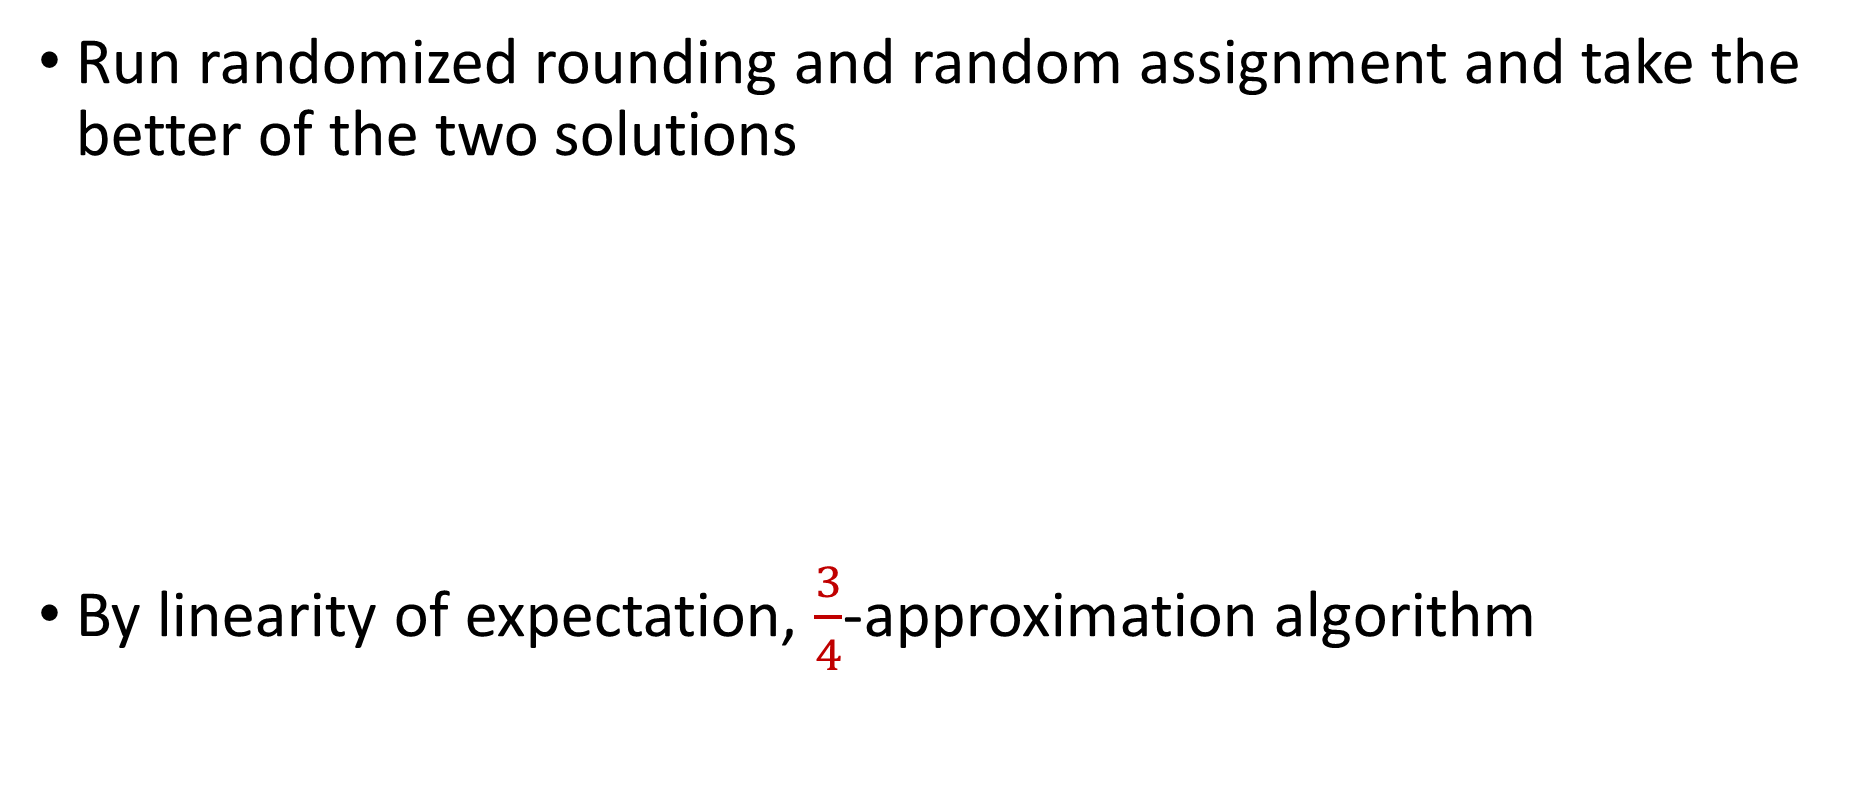 • Run randomized rounding and random assignment and take the
better of the two solutions
• By linearity of expectation, 3/4-approximation algorithm